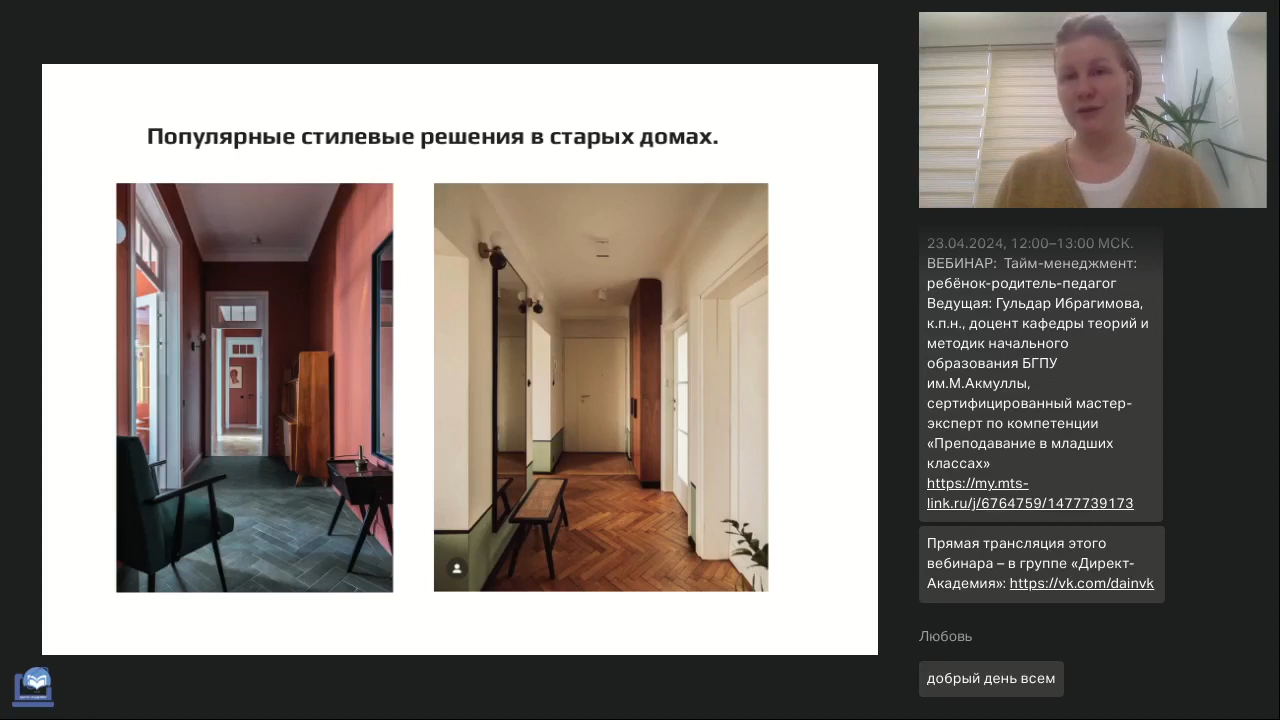 Популярные стилевые решения в старых домах.
23.04.2024, 12:00–13:00 МСК.
ВЕБИНАР:  Тайм-менеджмент:
ребёнок-родитель-педагог
Ведущая: Гульдар Ибрагимова,
к.п.н., доцент кафедры теорий и
методик начального
образования БГПУ
им.М.Акмуллы,
сертифицированный мастер-
эксперт по компетенции
«Преподавание в младших
классах»
https://my.mts-
link.ru/j/6764759/1477739173
Прямая трансляция этого
вебинара – в группе «Директ-
Академия»: https://vk.com/dainvk
Любовь
добрый день всем